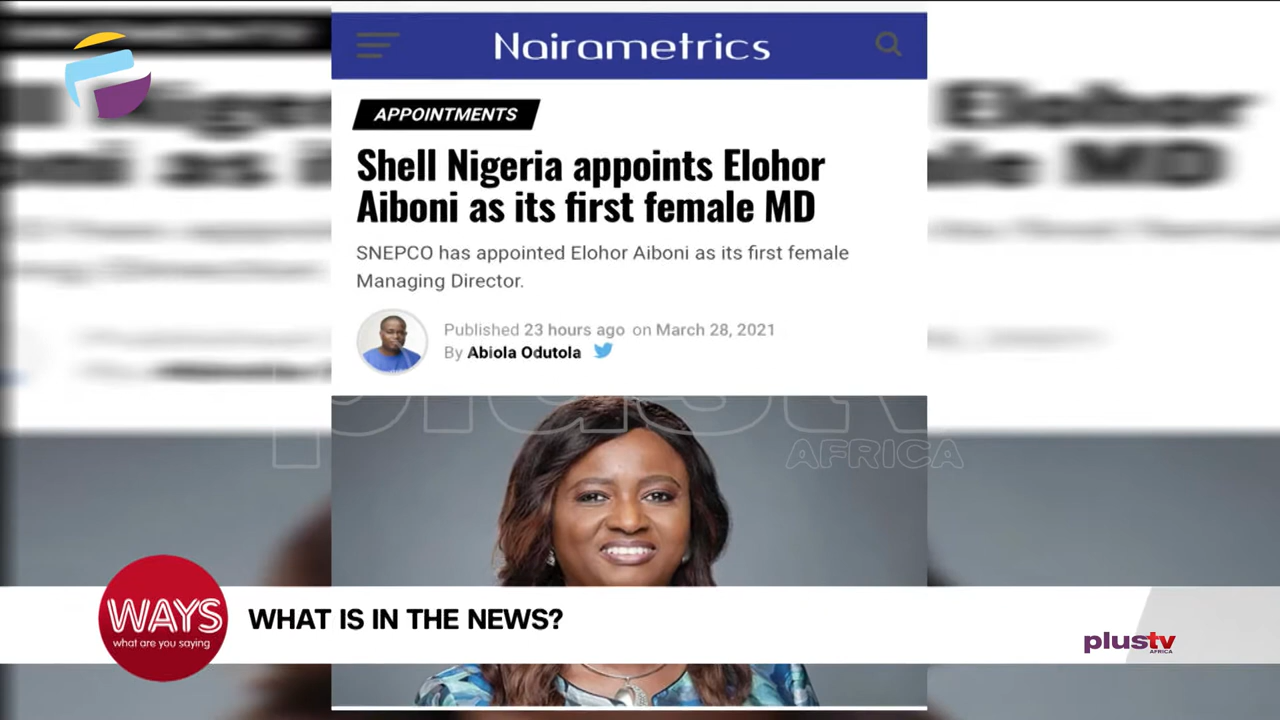 Nairametrics
APPOINTMENTS
Shell Nigeria appoints Elohor
Aiboni as its first female MD
SNEPCO has appointed Elohor Aiboni as its first female
Managing Director.
Published 23 hours ago on March 28, 2021
By Abiola Odutola
plustv
AFRICA
WAYS
what are you saying
WHAT IS IN THE NEWS?
plustv
AFRICA